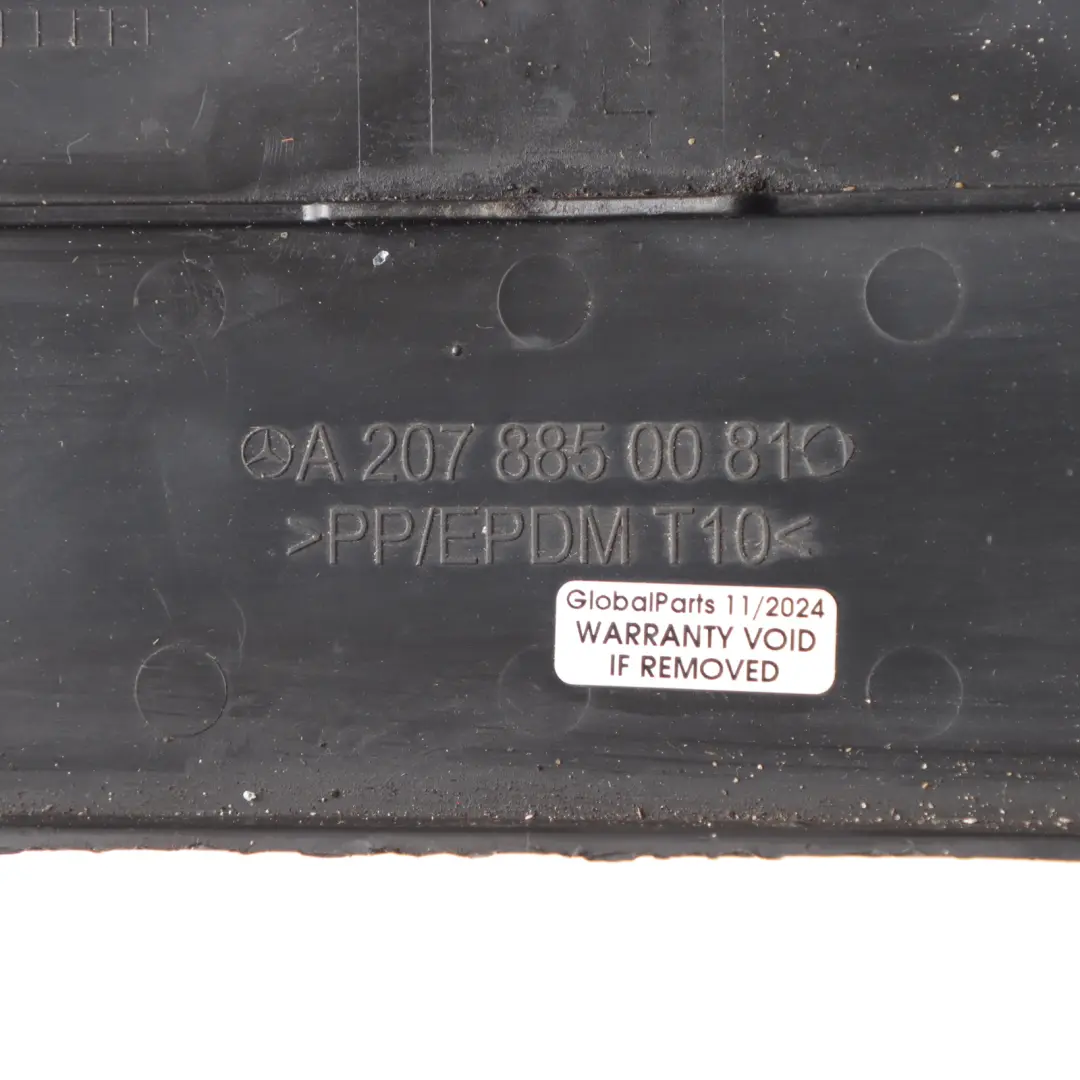 A 207 885 00 81
>PP/EPDM T10<
GlobalParts 11/2024
WARRANTY VOID
IF REMOVED